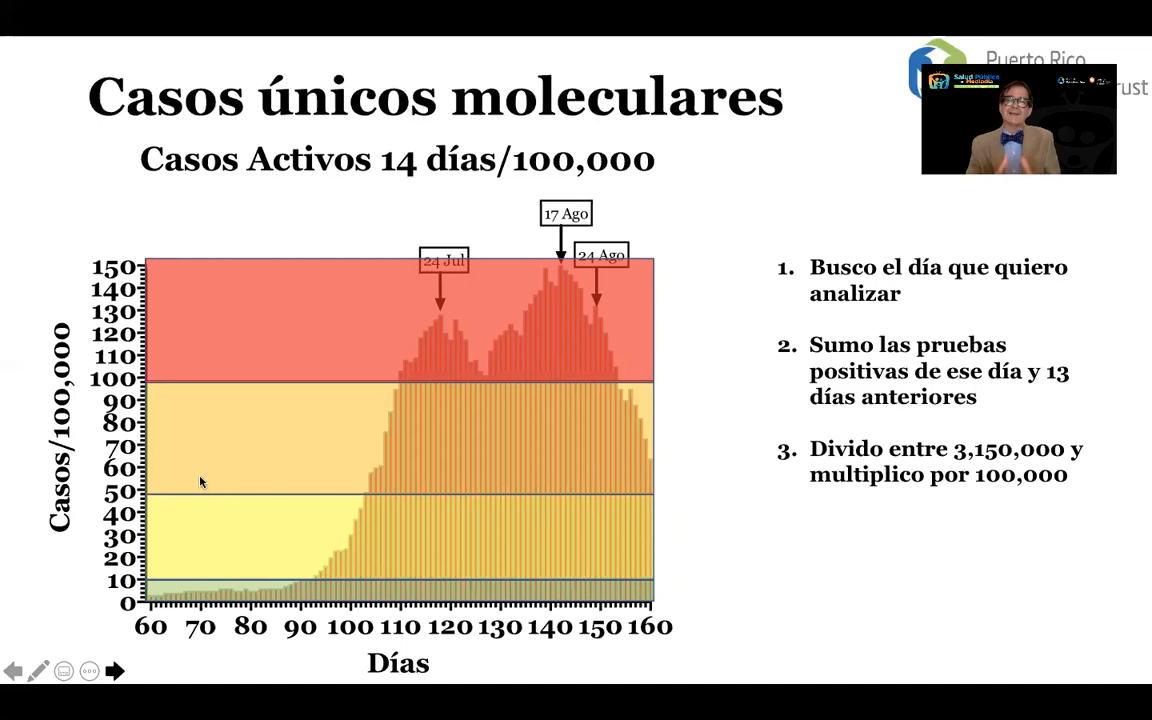 Casos únicos moleculares
Puerto Rico
rust
Salud Pública
Mediodía
Casos Activos 14 días/100,000
17 Ago
24 Jul
24 Ago
Casos/100,000
150
140
130
120
110
100
90
80
70
60
50
40
30
20
10
0
60 70 80 90 100 110 120 130 140 150 160
Días
1. Busco el día que quiero
analizar
2. Sumo las pruebas
positivas de ese día y 13
días anteriores
3. Divido entre 3,150,000 y
multiplico por 100,000